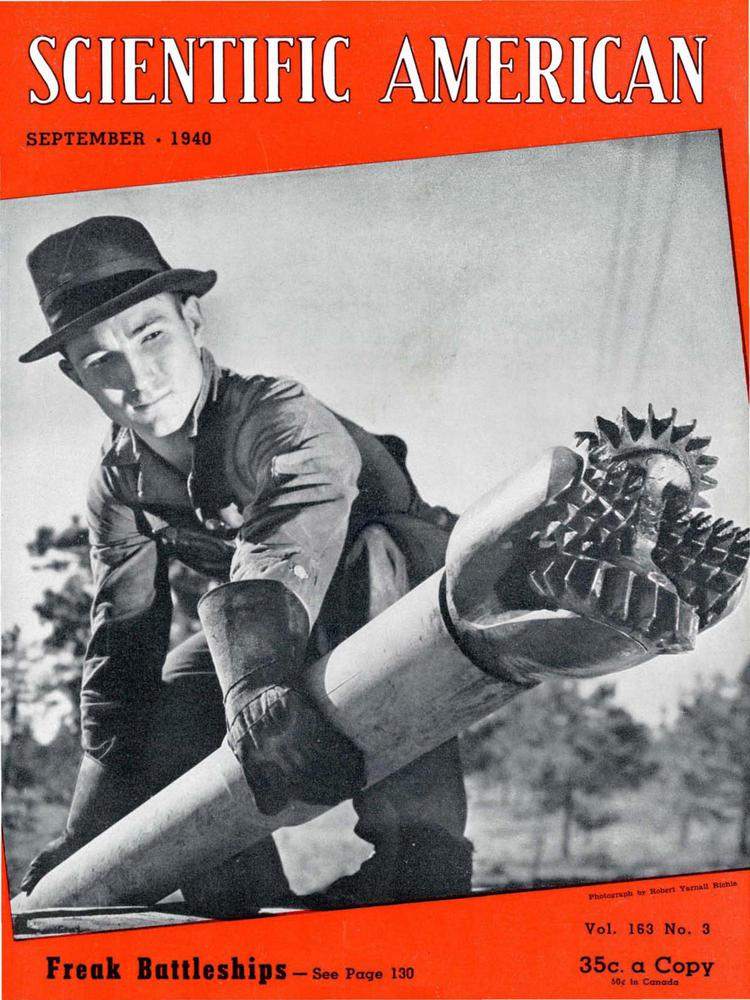 SCIENTIFIC AMERICAN
SEPTEMBER • 1940
Photograph by Robert Yarnall Richie
Vol. 163 No. 3
Freak Battleships — See Page 130
35c. a Copy
50¢ in Canada